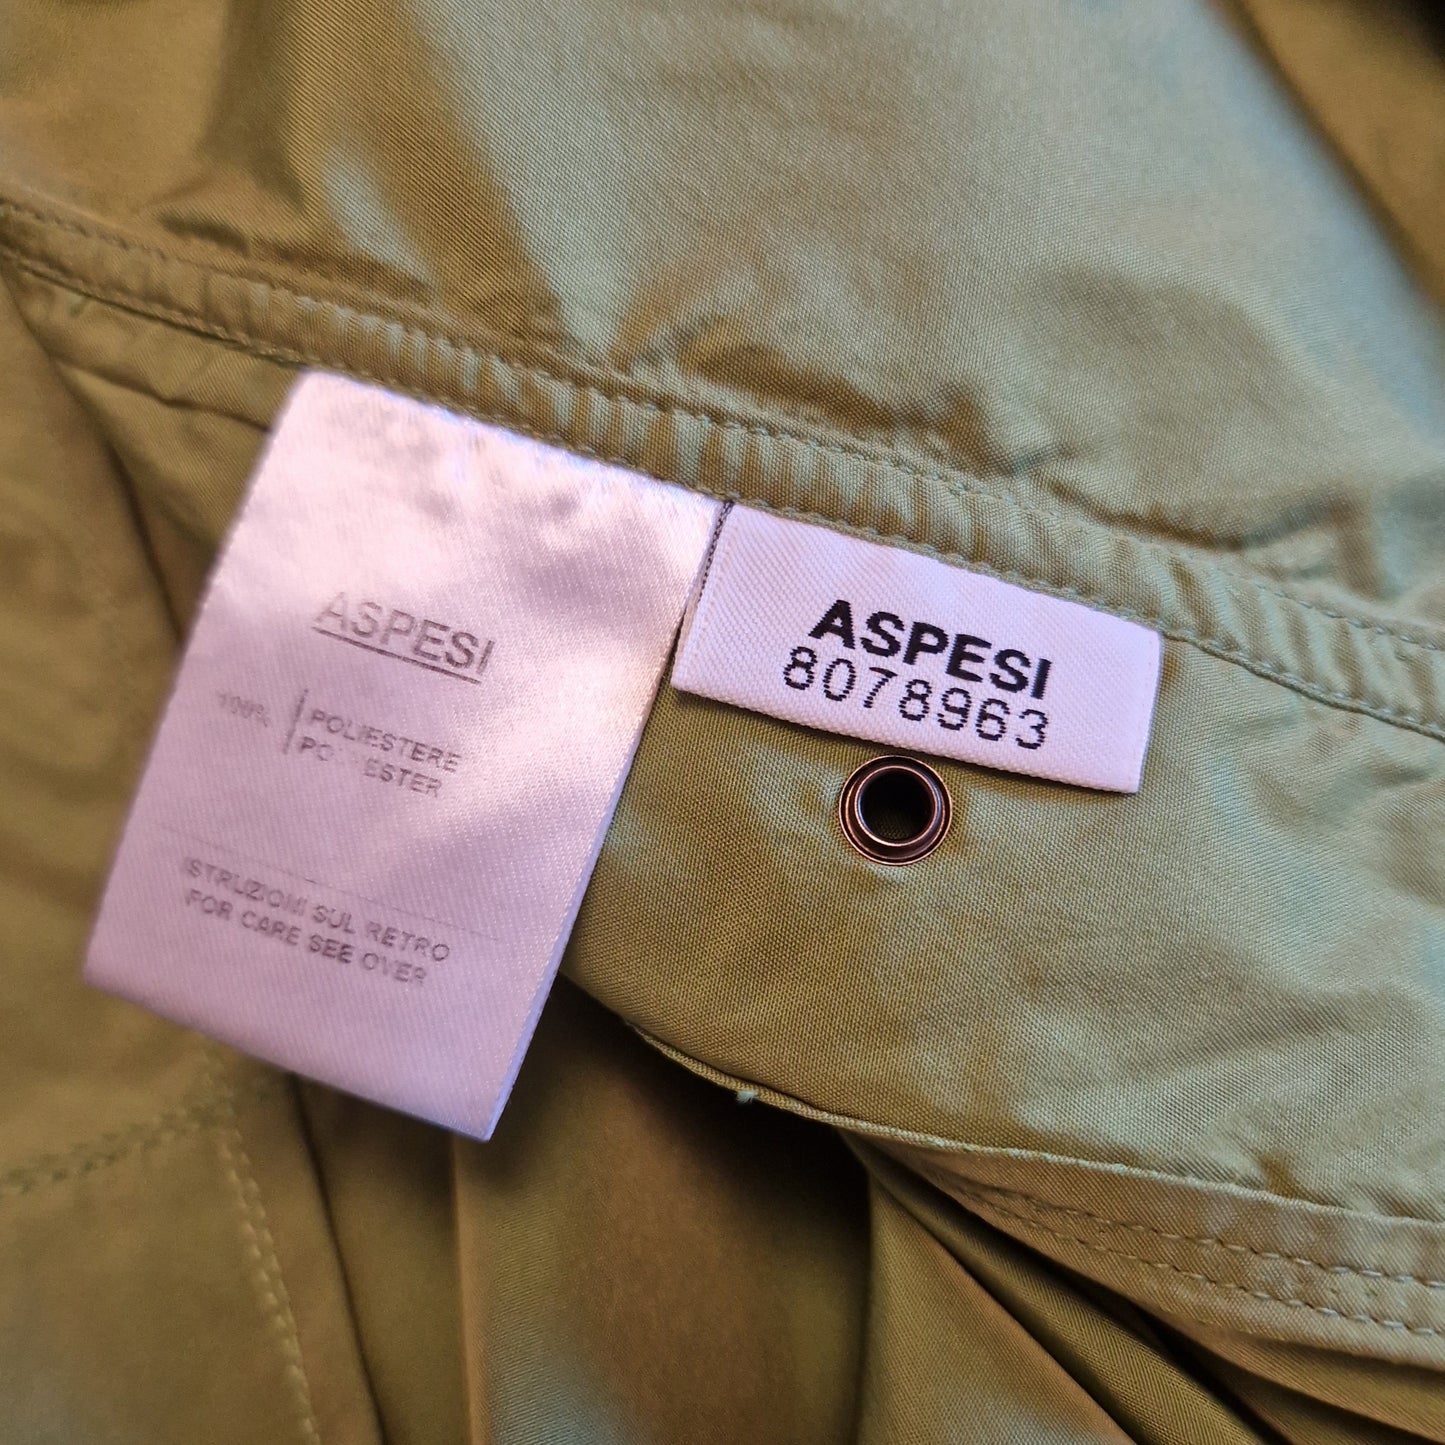 ASPESI
100% POLIESTERE
POLYESTER
ISTRUZIONI SUL RETRO
FOR CARE SEE OVER
ASPESI
8078963